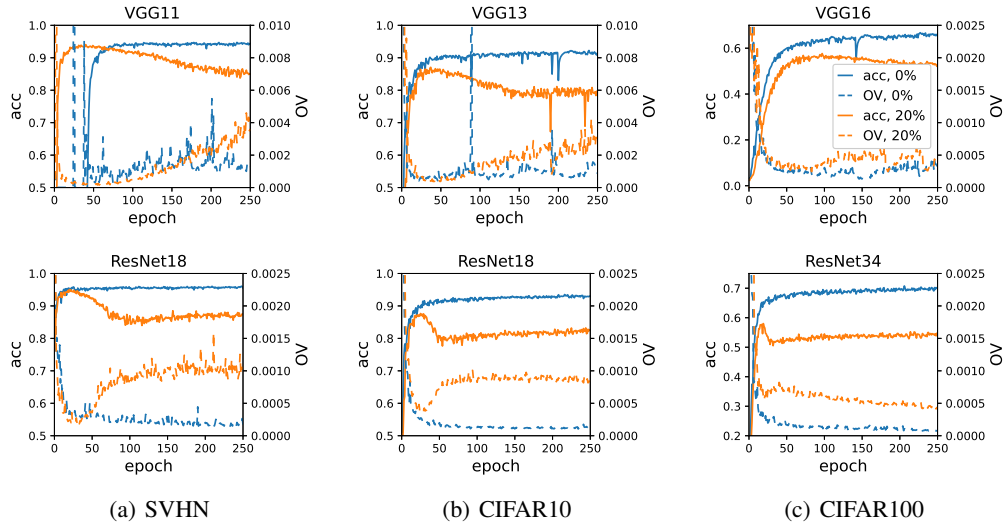 VGG11
VGG13
VGG16
1.0
0.9
0.8
0.7
0.6
0.5
acc
0.010
0.008
0.006
0.004
0.002
0.000
OV
0 50 100 150 200 250
epoch
1.0
0.9
0.8
0.7
0.6
0.5
acc
0.010
0.008
0.006
0.004
0.002
0.000
OV
0 50 100 150 200 250
epoch
0.6
0.4
0.2
0.0
acc
acc, 0%
OV, 0%
acc, 20%
OV, 20%
0.0025
0.0020
0.0015
0.0010
0.0005
0.0000
OV
0 50 100 150 200 250
epoch
ResNet18
ResNet18
ResNet34
1.0
0.9
0.8
0.7
0.6
0.5
acc
0.0025
0.0020
0.0015
0.0010
0.0005
0.0000
OV
0 50 100 150 200 250
epoch
1.0
0.9
0.8
0.7
0.6
0.5
acc
0.0025
0.0020
0.0015
0.0010
0.0005
0.0000
OV
0 50 100 150 200 250
epoch
0.7
0.6
0.5
0.4
0.3
0.2
acc
0.0025
0.0020
0.0015
0.0010
0.0005
0.0000
OV
0 50 100 150 200 250
epoch
(a) SVHN
(b) CIFAR10
(c) CIFAR100